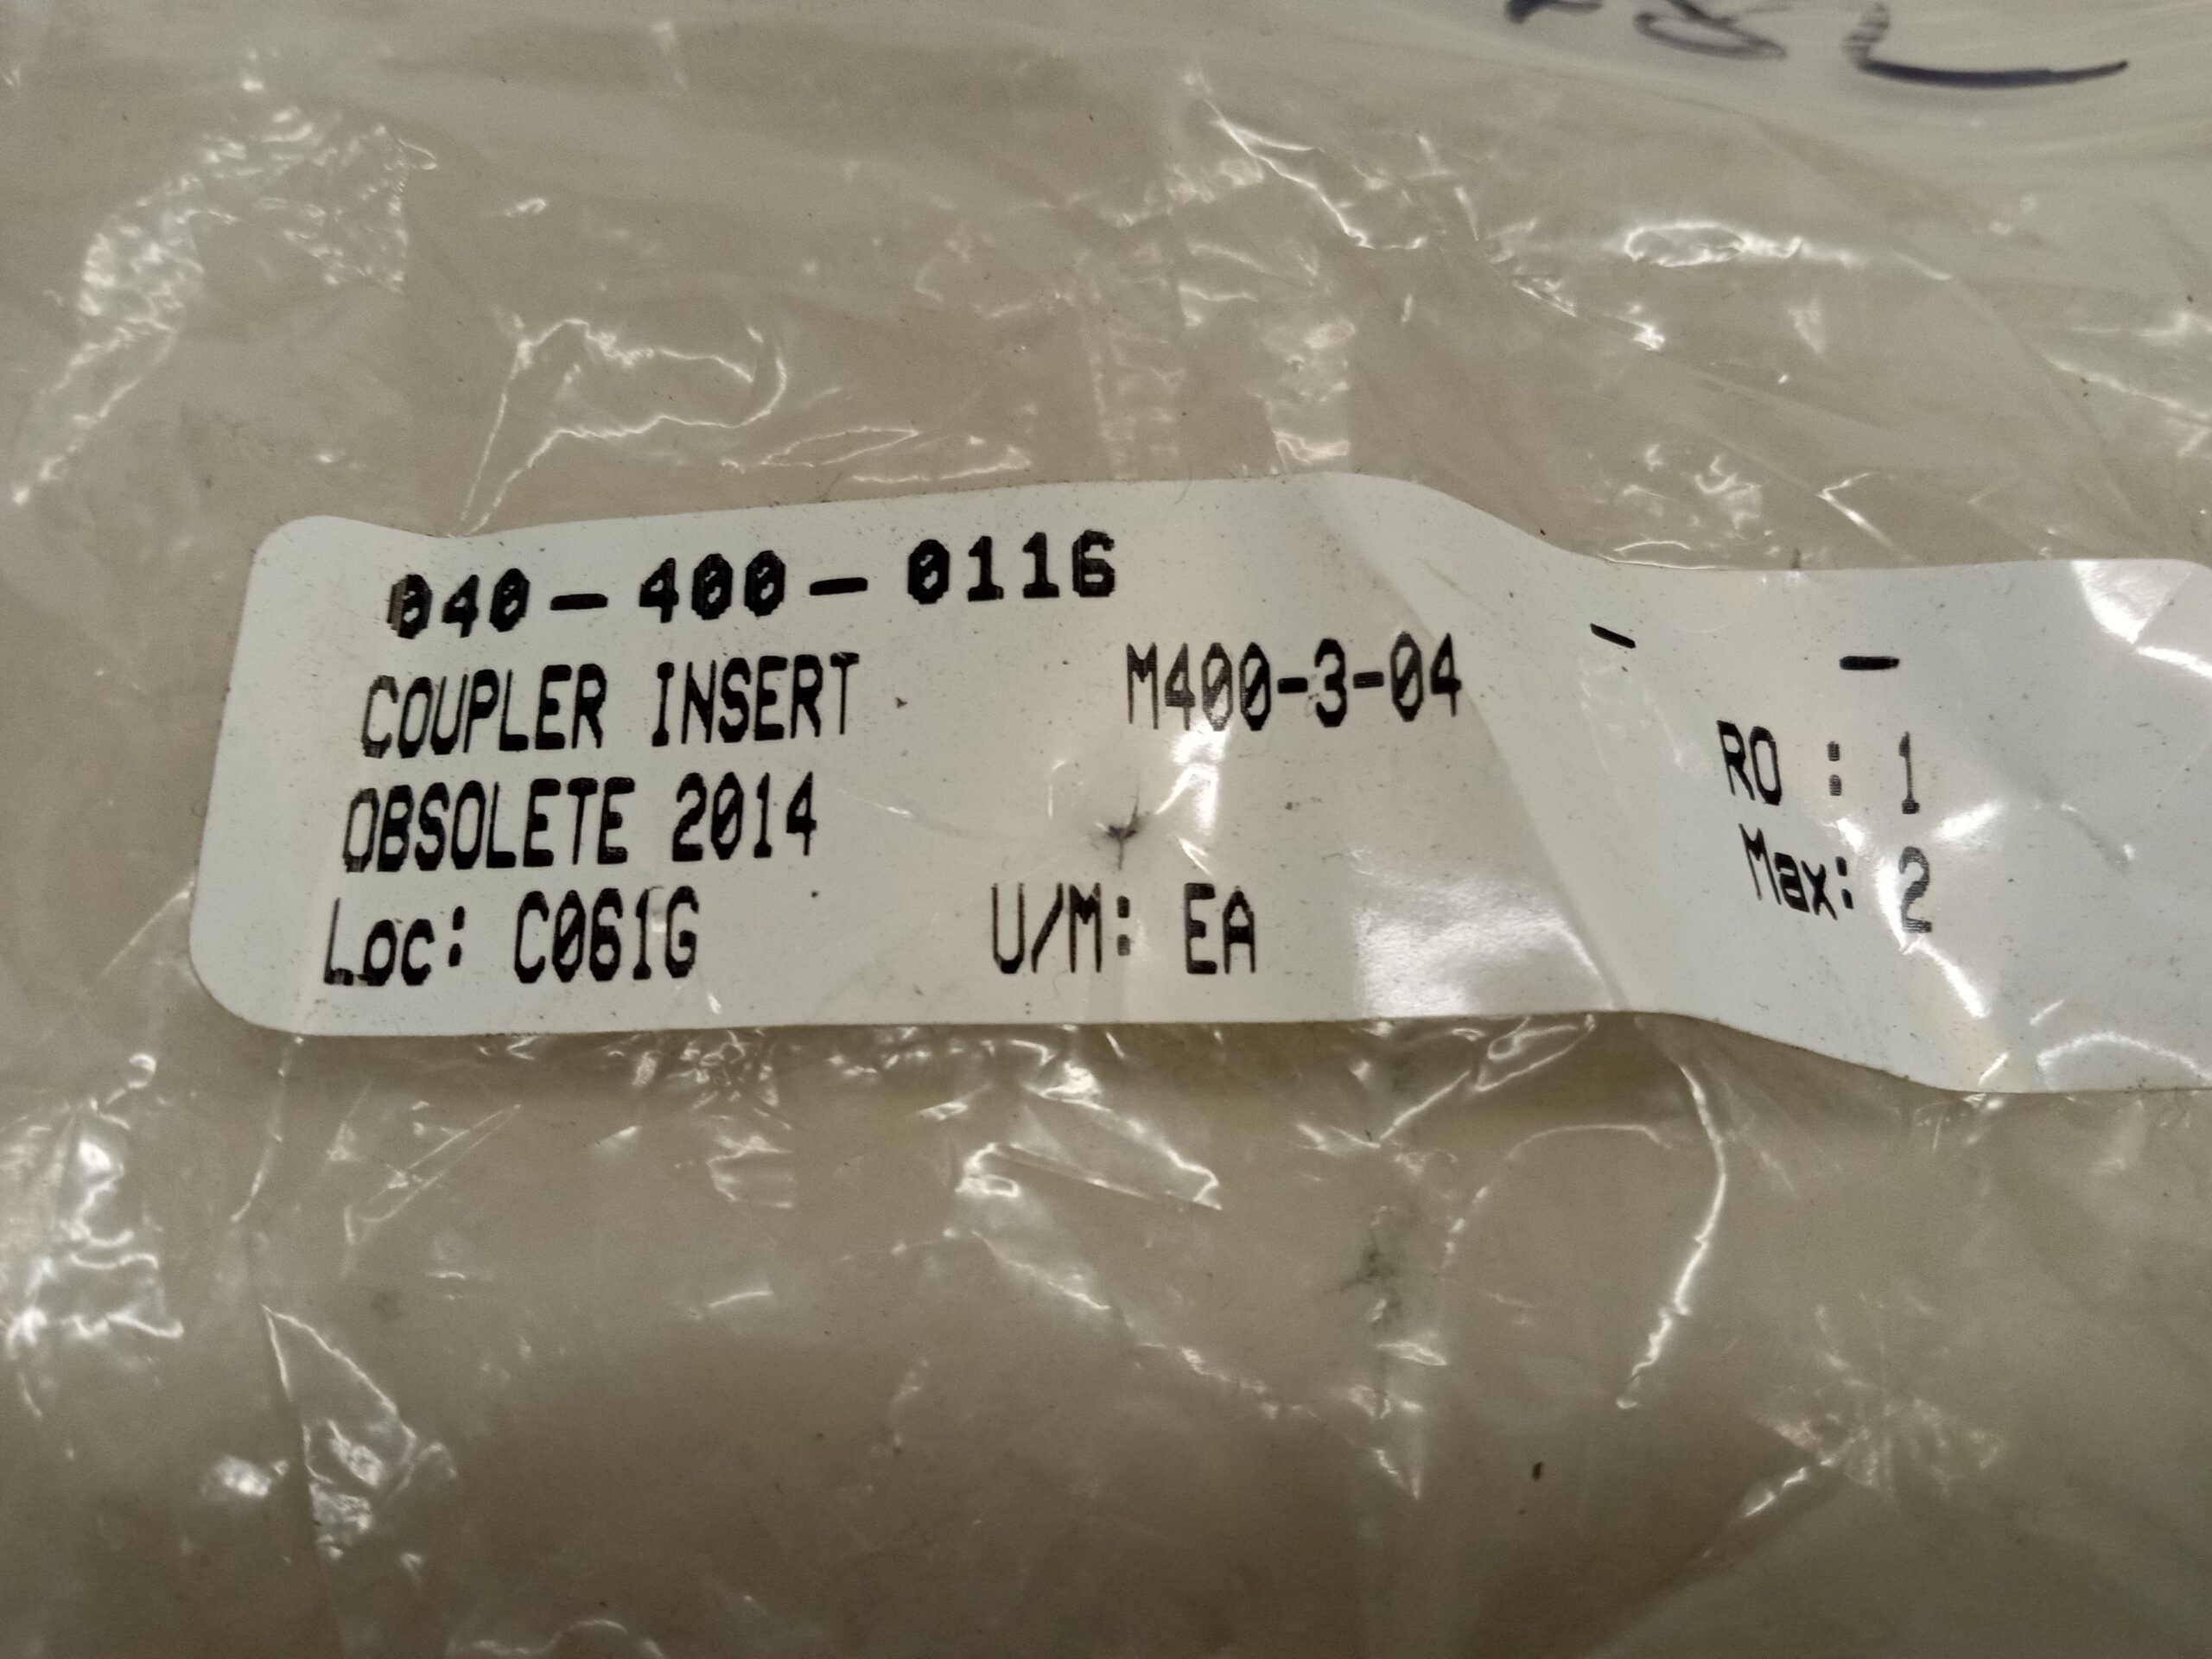 040-400-0116 - -
COUPLER INSERT M400-3-04
OBSOLETE 2014 RO : 1
Loc: C061G U/M: EA Max: 2